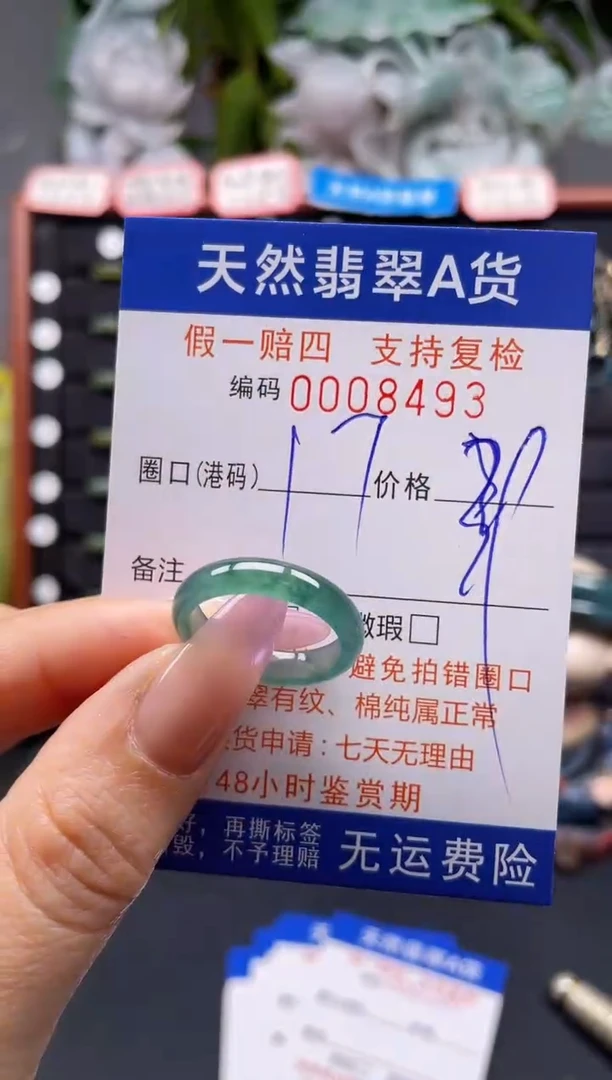 天然翡翠A货
假一赔四 支持复检
编码 0008493
圈口(港码) 17 价格
备注
微瑕
避免拍错圈口
翠有纹、棉纯属正常
货申请:七天无理由
48小时鉴赏期
好,再撕标签
毁,不予理赔
无运费险